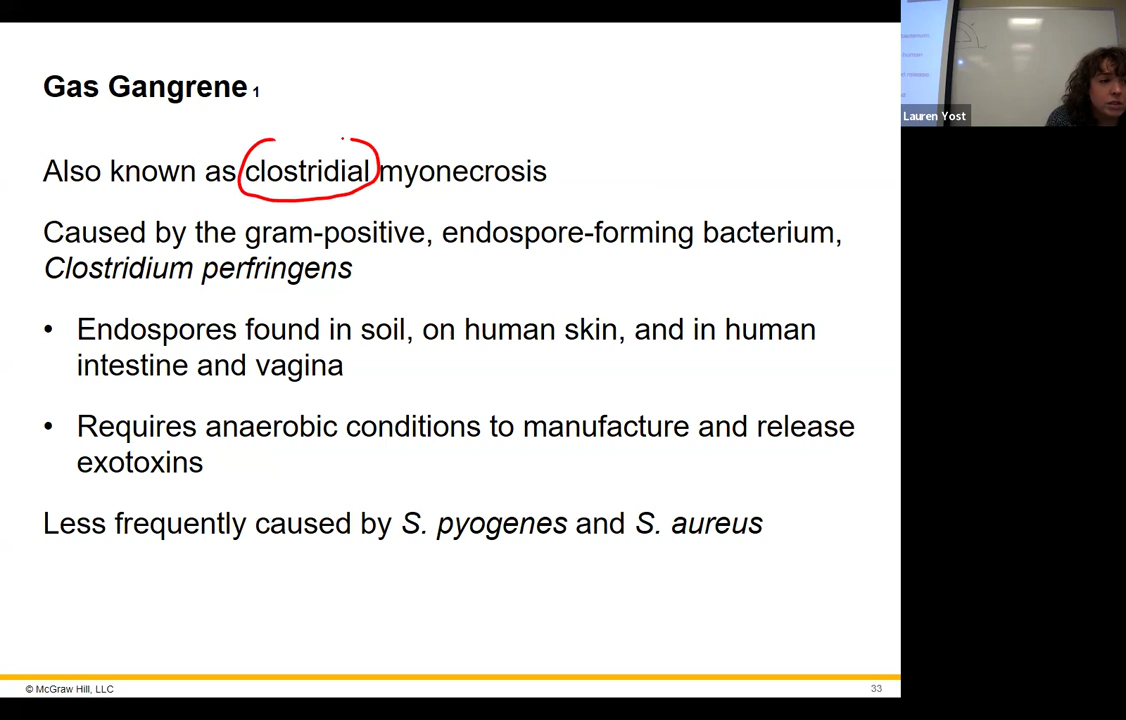 Gas Gangrene 1
Also known as clostridial myonecrosis
Caused by the gram-positive, endospore-forming bacterium,
Clostridium perfringens
• Endospores found in soil, on human skin, and in human
intestine and vagina
• Requires anaerobic conditions to manufacture and release
exotoxins
Less frequently caused by S. pyogenes and S. aureus
© McGraw Hill, LLC
33
human
release
Lauren Yost